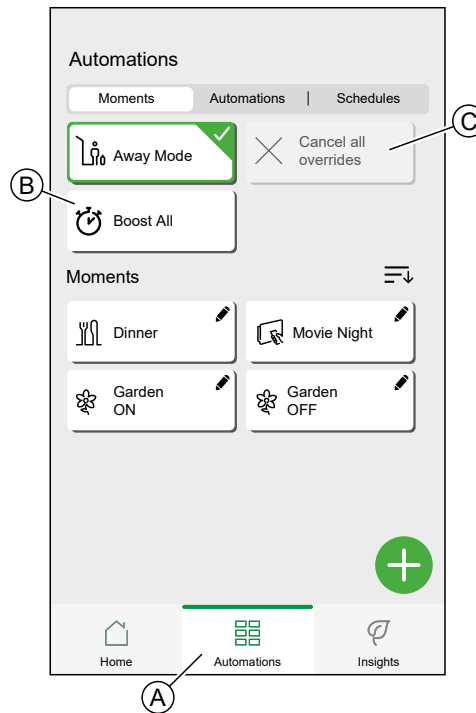 Automations
Moments Automations | Schedules
C
Away Mode
Cancel all
overrides
B
Boost All
Moments
Dinner
Movie Night
Garden
ON
Garden
OFF
Home Automations Insights
A